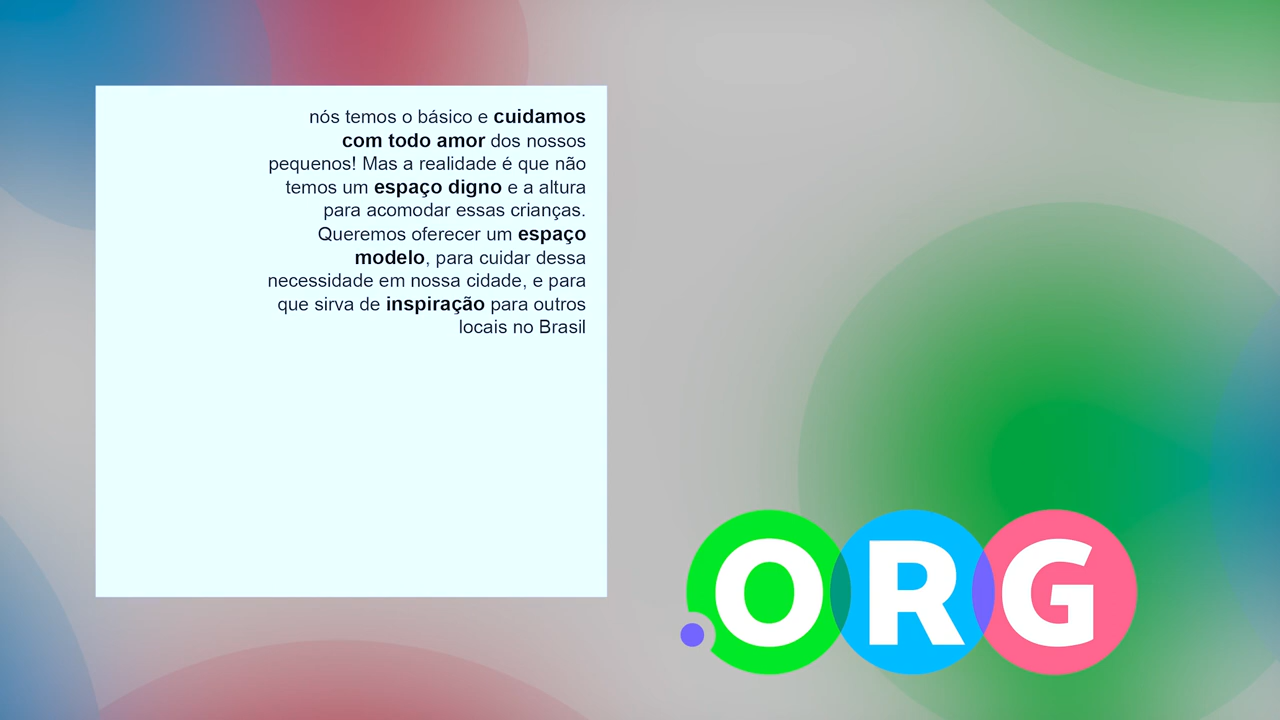 nós temos o básico e cuidamos
com todo amor dos nossos
pequenos! Mas a realidade é que não
temos um espaço digno e a altura
para acomodar essas crianças.
Queremos oferecer um espaço
modelo, para cuidar dessa
necessidade em nossa cidade, e para
que sirva de inspiração para outros
locais no Brasil
.ORG